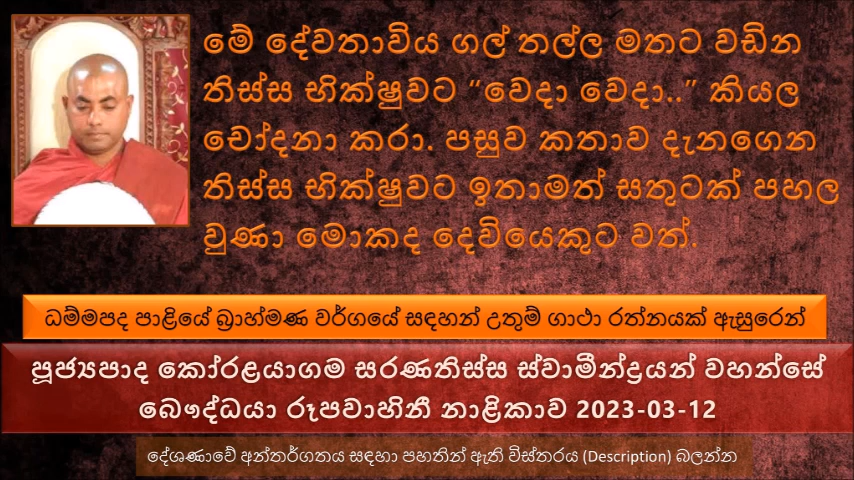 මේ දේවතාවිය ගල් තල්ල මතට වඩින
තිස්ස භික්ෂුවට “වෙදා වෙදා..” කියල
චෝදනා කරා. පසුව කතාව දැනගෙන
තිස්ස භික්ෂුවට ඉතාමත් සතුටක් පහල
වුණා මොකද දෙවියෙකුට වත්.
ධම්මපද පාළියේ බ්‍රාහ්මණ වර්ගයේ සඳහන් උතුම් ගාථා රත්නයක් ඇසුරෙන්
පූජ්‍යපාද කෝරළයාගම සරණතිස්ස ස්වාමීන්ද්‍රයන් වහන්සේ
බෞද්ධයා රූපවාහිනී නාළිකාව 2023-03-12
දේශණාවේ අන්තර්ගතය සඳහා පහතින් ඇති විස්තරය (Description) බලන්න